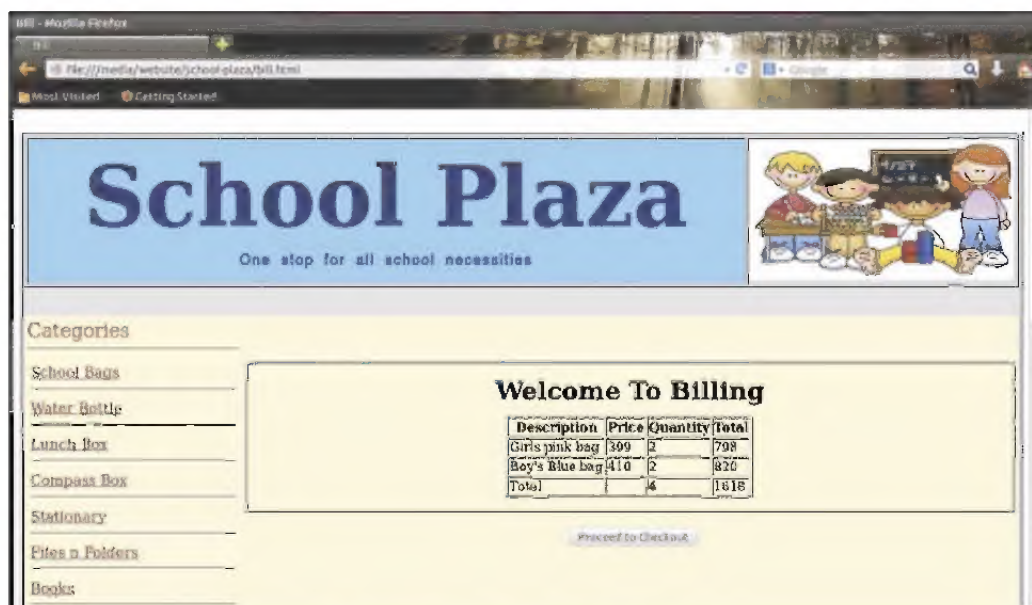 Bill - Mozilla Firefox
Bill
file:///media/website/school-plaza/bill.html
Google
Most Visited Getting Started
School Plaza
One stop for all school necessities
Categories
School Bags
Water Bottle
Lunch Box
Compass Box
Stationary
Files n Folders
Books
Welcome To Billing
Description Price Quantity Total
Girls pink bag 399 2 798
Boy's Blue bag 410 2 820
Total 4 1618
Proceed to Checkout